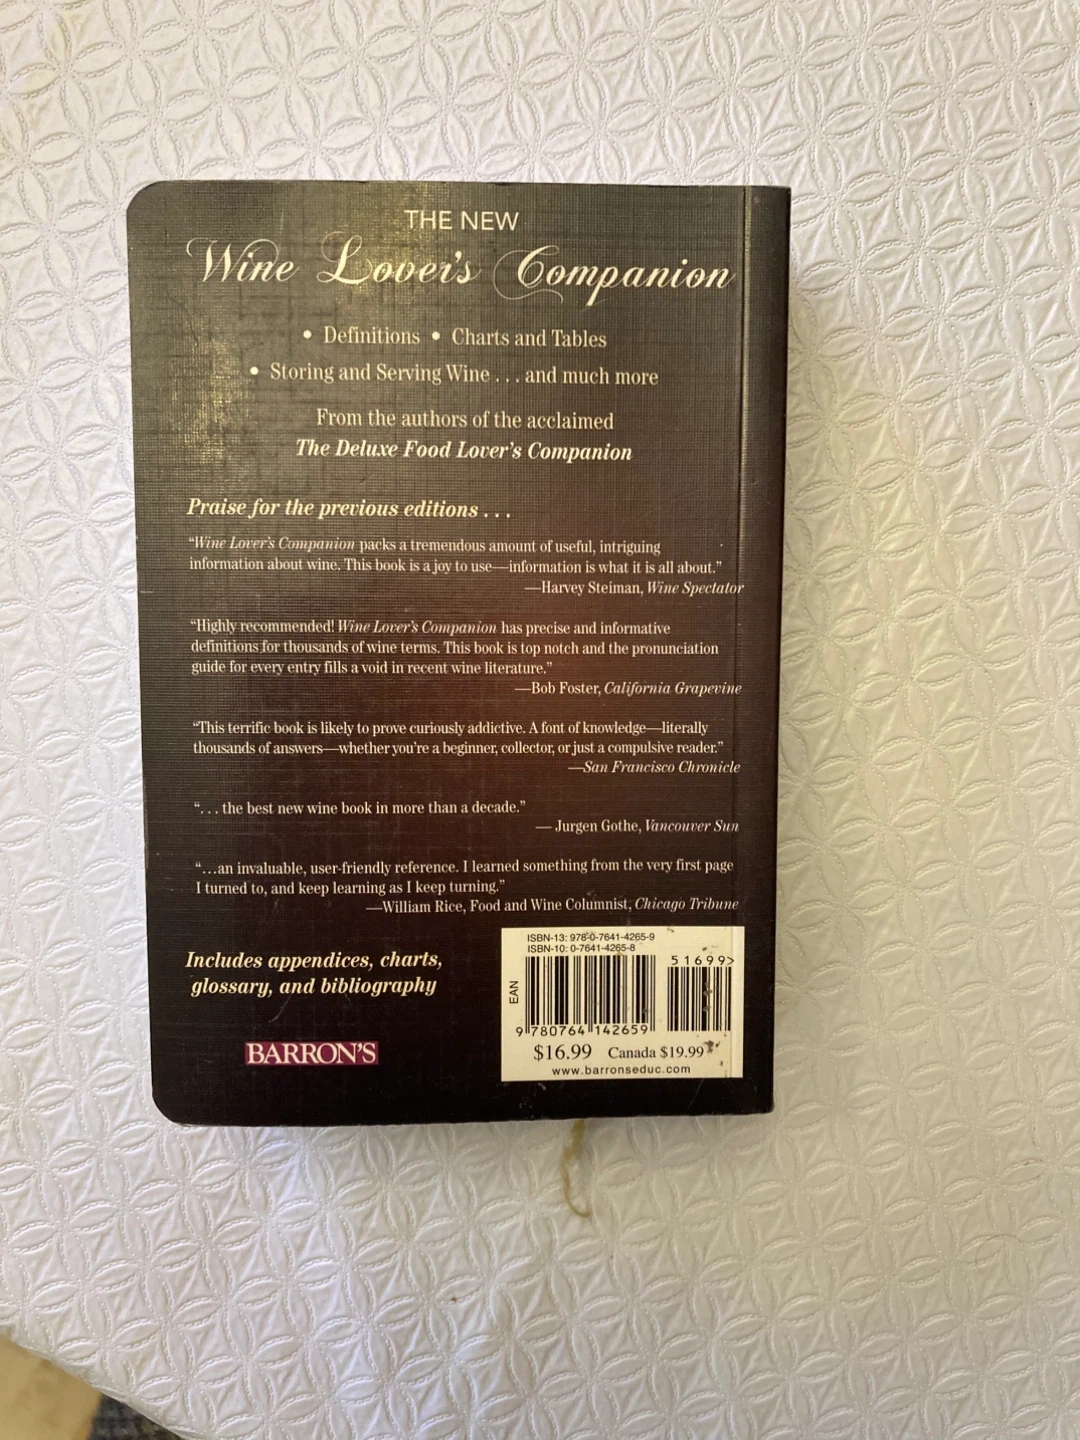 THE NEW
Wine Lover's Companion
• Definitions • Charts and Tables
• Storing and Serving Wine . . . and much more
From the authors of the acclaimed
The Deluxe Food Lover's Companion
Praise for the previous editions . . .
“Wine Lover's Companion packs a tremendous amount of useful, intriguing
information about wine. This book is a joy to use—information is what it is all about.”
—Harvey Steiman, Wine Spectator
“Highly recommended! Wine Lover's Companion has precise and informative
definitions for thousands of wine terms. This book is top notch and the pronunciation
guide for every entry fills a void in recent wine literature.”
—Bob Foster, California Grapevine
“This terrific book is likely to prove curiously addictive. A font of knowledge—literally
thousands of answers—whether you're a beginner, collector, or just a compulsive reader.”
—San Francisco Chronicle
“. . . the best new wine book in more than a decade.”
— Jurgen Gothe, Vancouver Sun
“...an invaluable, user-friendly reference. I learned something from the very first page
I turned to, and keep learning as I keep turning.”
—William Rice, Food and Wine Columnist, Chicago Tribune
Includes appendices, charts,
glossary, and bibliography
BARRON'S
ISBN-13: 978-0-7641-4265-9
ISBN-10: 0-7641-4265-8
51699>
EAN
9 780764 142659
$16.99 Canada $19.99
www.barronseduc.com